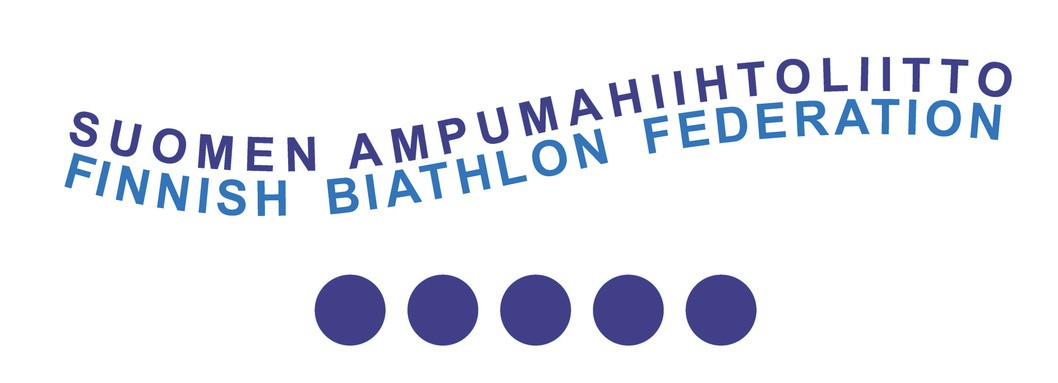 SUOMEN AMPUMAHIIHTOLIITTO
FINNISH BIATHLON FEDERATION